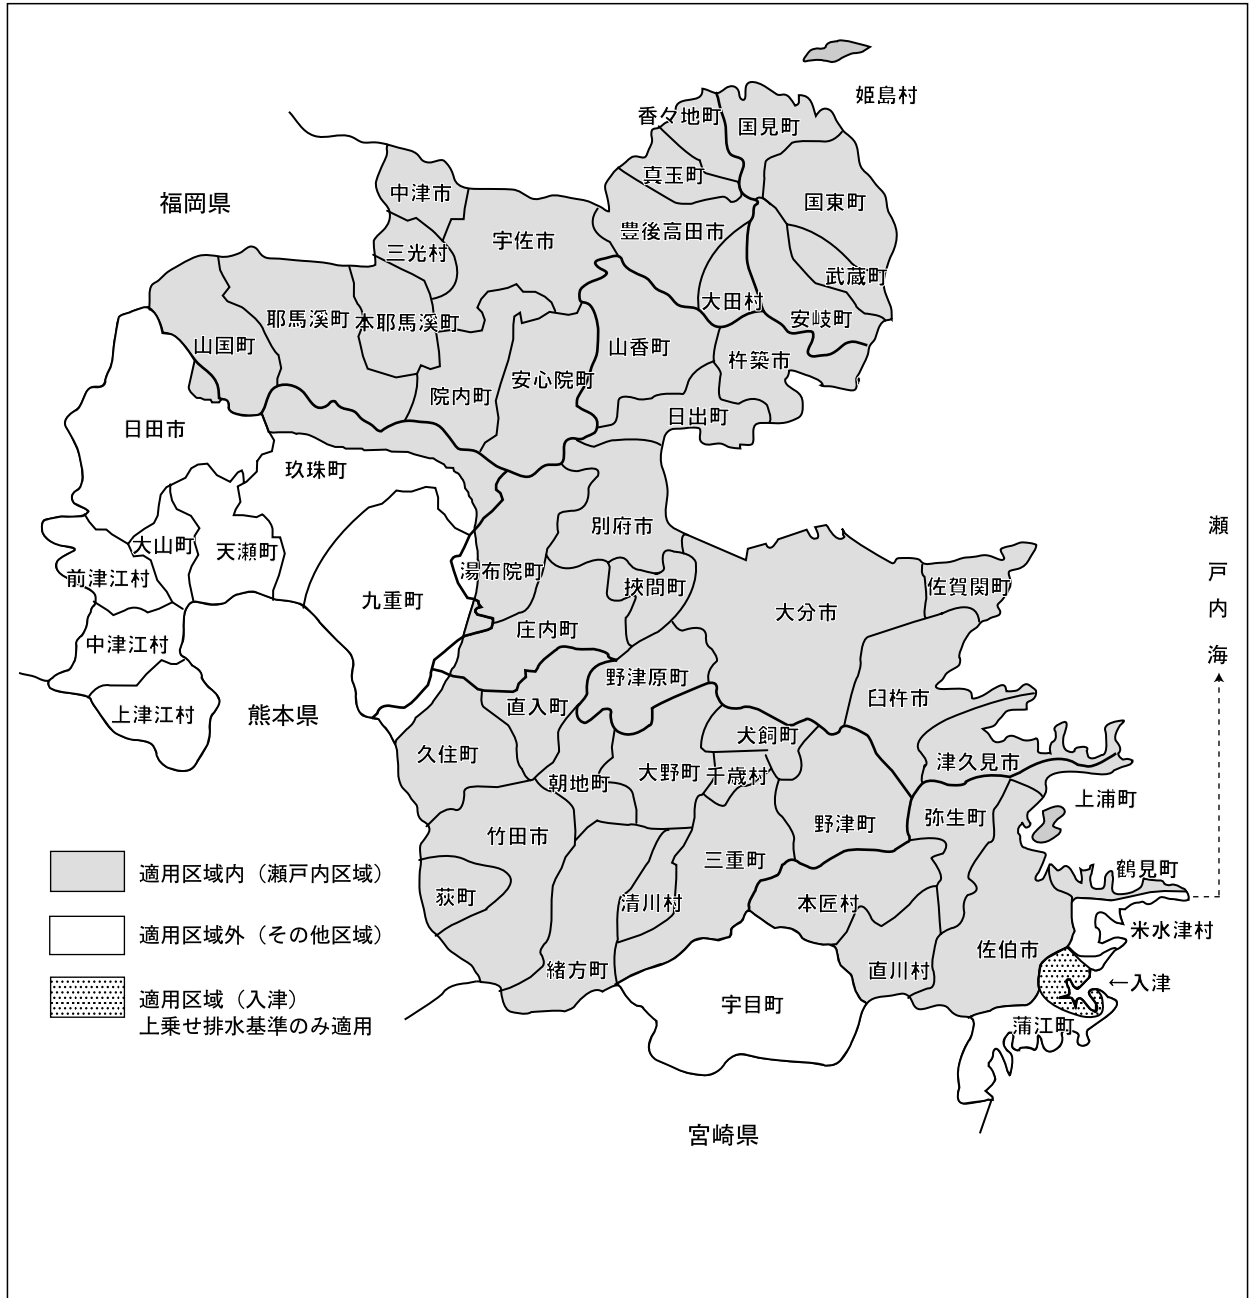 姫島村
香々地町
国見町
真玉町
福岡県
中津市
国東町
豊後高田市
宇佐市
三光村
武蔵町
大田村
耶馬溪町
本耶馬溪町
安岐町
山国町
山香町
杵築市
安心院町
院内町
日出町
日田市
玖珠町
別府市
瀬戸内海
大山町
天瀬町
前津江村
湯布院町
挾間町
佐賀関町
九重町
大分市
庄内町
中津江村
野津原町
臼杵市
直入町
上津江村
熊本県
犬飼町
久住町
津久見市
大野町
千歳村
朝地町
上浦町
弥生町
野津町
竹田市
三重町
鶴見町
適用区域内（瀬戸内区域）
荻町
清川村
本匠村
米水津村
適用区域外（その他区域）
佐伯市
緒方町
直川村
←入津
適用区域（入津）
上乗せ排水基準のみ適用
宇目町
蒲江町
宮崎県